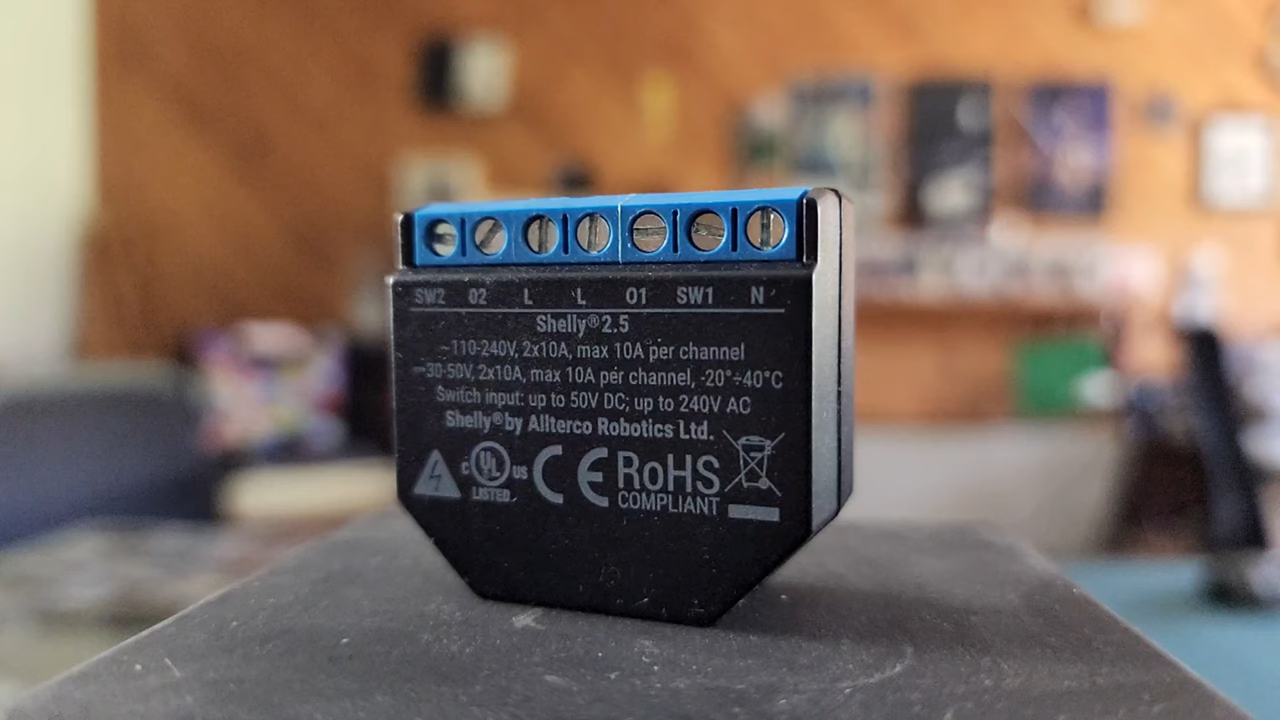 SW2 O2 L L O1 SW1 N
Shelly® 2.5
~110-240V, 2x10A, max 10A per channel
⎓30-50V, 2x10A, max 10A per channel, -20°÷40°C
Switch input: up to 50V DC; up to 240V AC
Shelly® by Allterco Robotics Ltd.
C UL US LISTED CE RoHS COMPLIANT